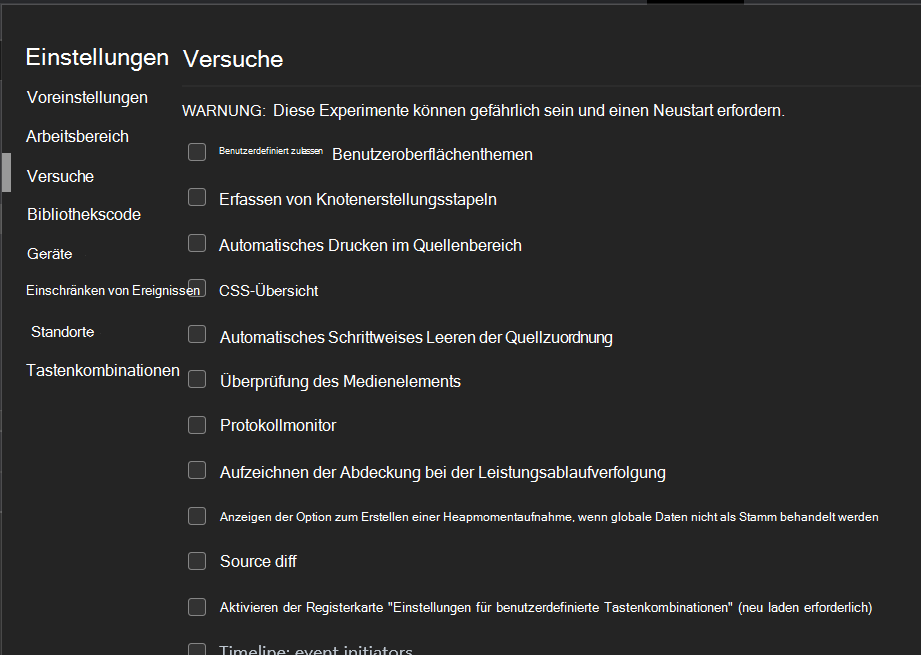 Einstellungen
Voreinstellungen
Arbeitsbereich
Versuche
Bibliothekscode
Geräte
Einschränken von Ereignissen
Standorte
Tastenkombinationen
Versuche
WARNUNG: Diese Experimente können gefährlich sein und einen Neustart erfordern.
Benutzerdefiniert zulassen Benutzeroberflächenthemen
Erfassen von Knotenerstellungsstapeln
Automatisches Drucken im Quellenbereich
CSS-Übersicht
Automatisches Schrittweises Leeren der Quellzuordnung
Überprüfung des Medienelements
Protokollmonitor
Aufzeichnen der Abdeckung bei der Leistungsablaufverfolgung
Anzeigen der Option zum Erstellen einer Heapmomentaufnahme, wenn globale Daten nicht als Stamm behandelt werden
Source diff
Aktivieren der Registerkarte "Einstellungen für benutzerdefinierte Tastenkombinationen" (neu laden erforderlich)
Timeline: event initiators